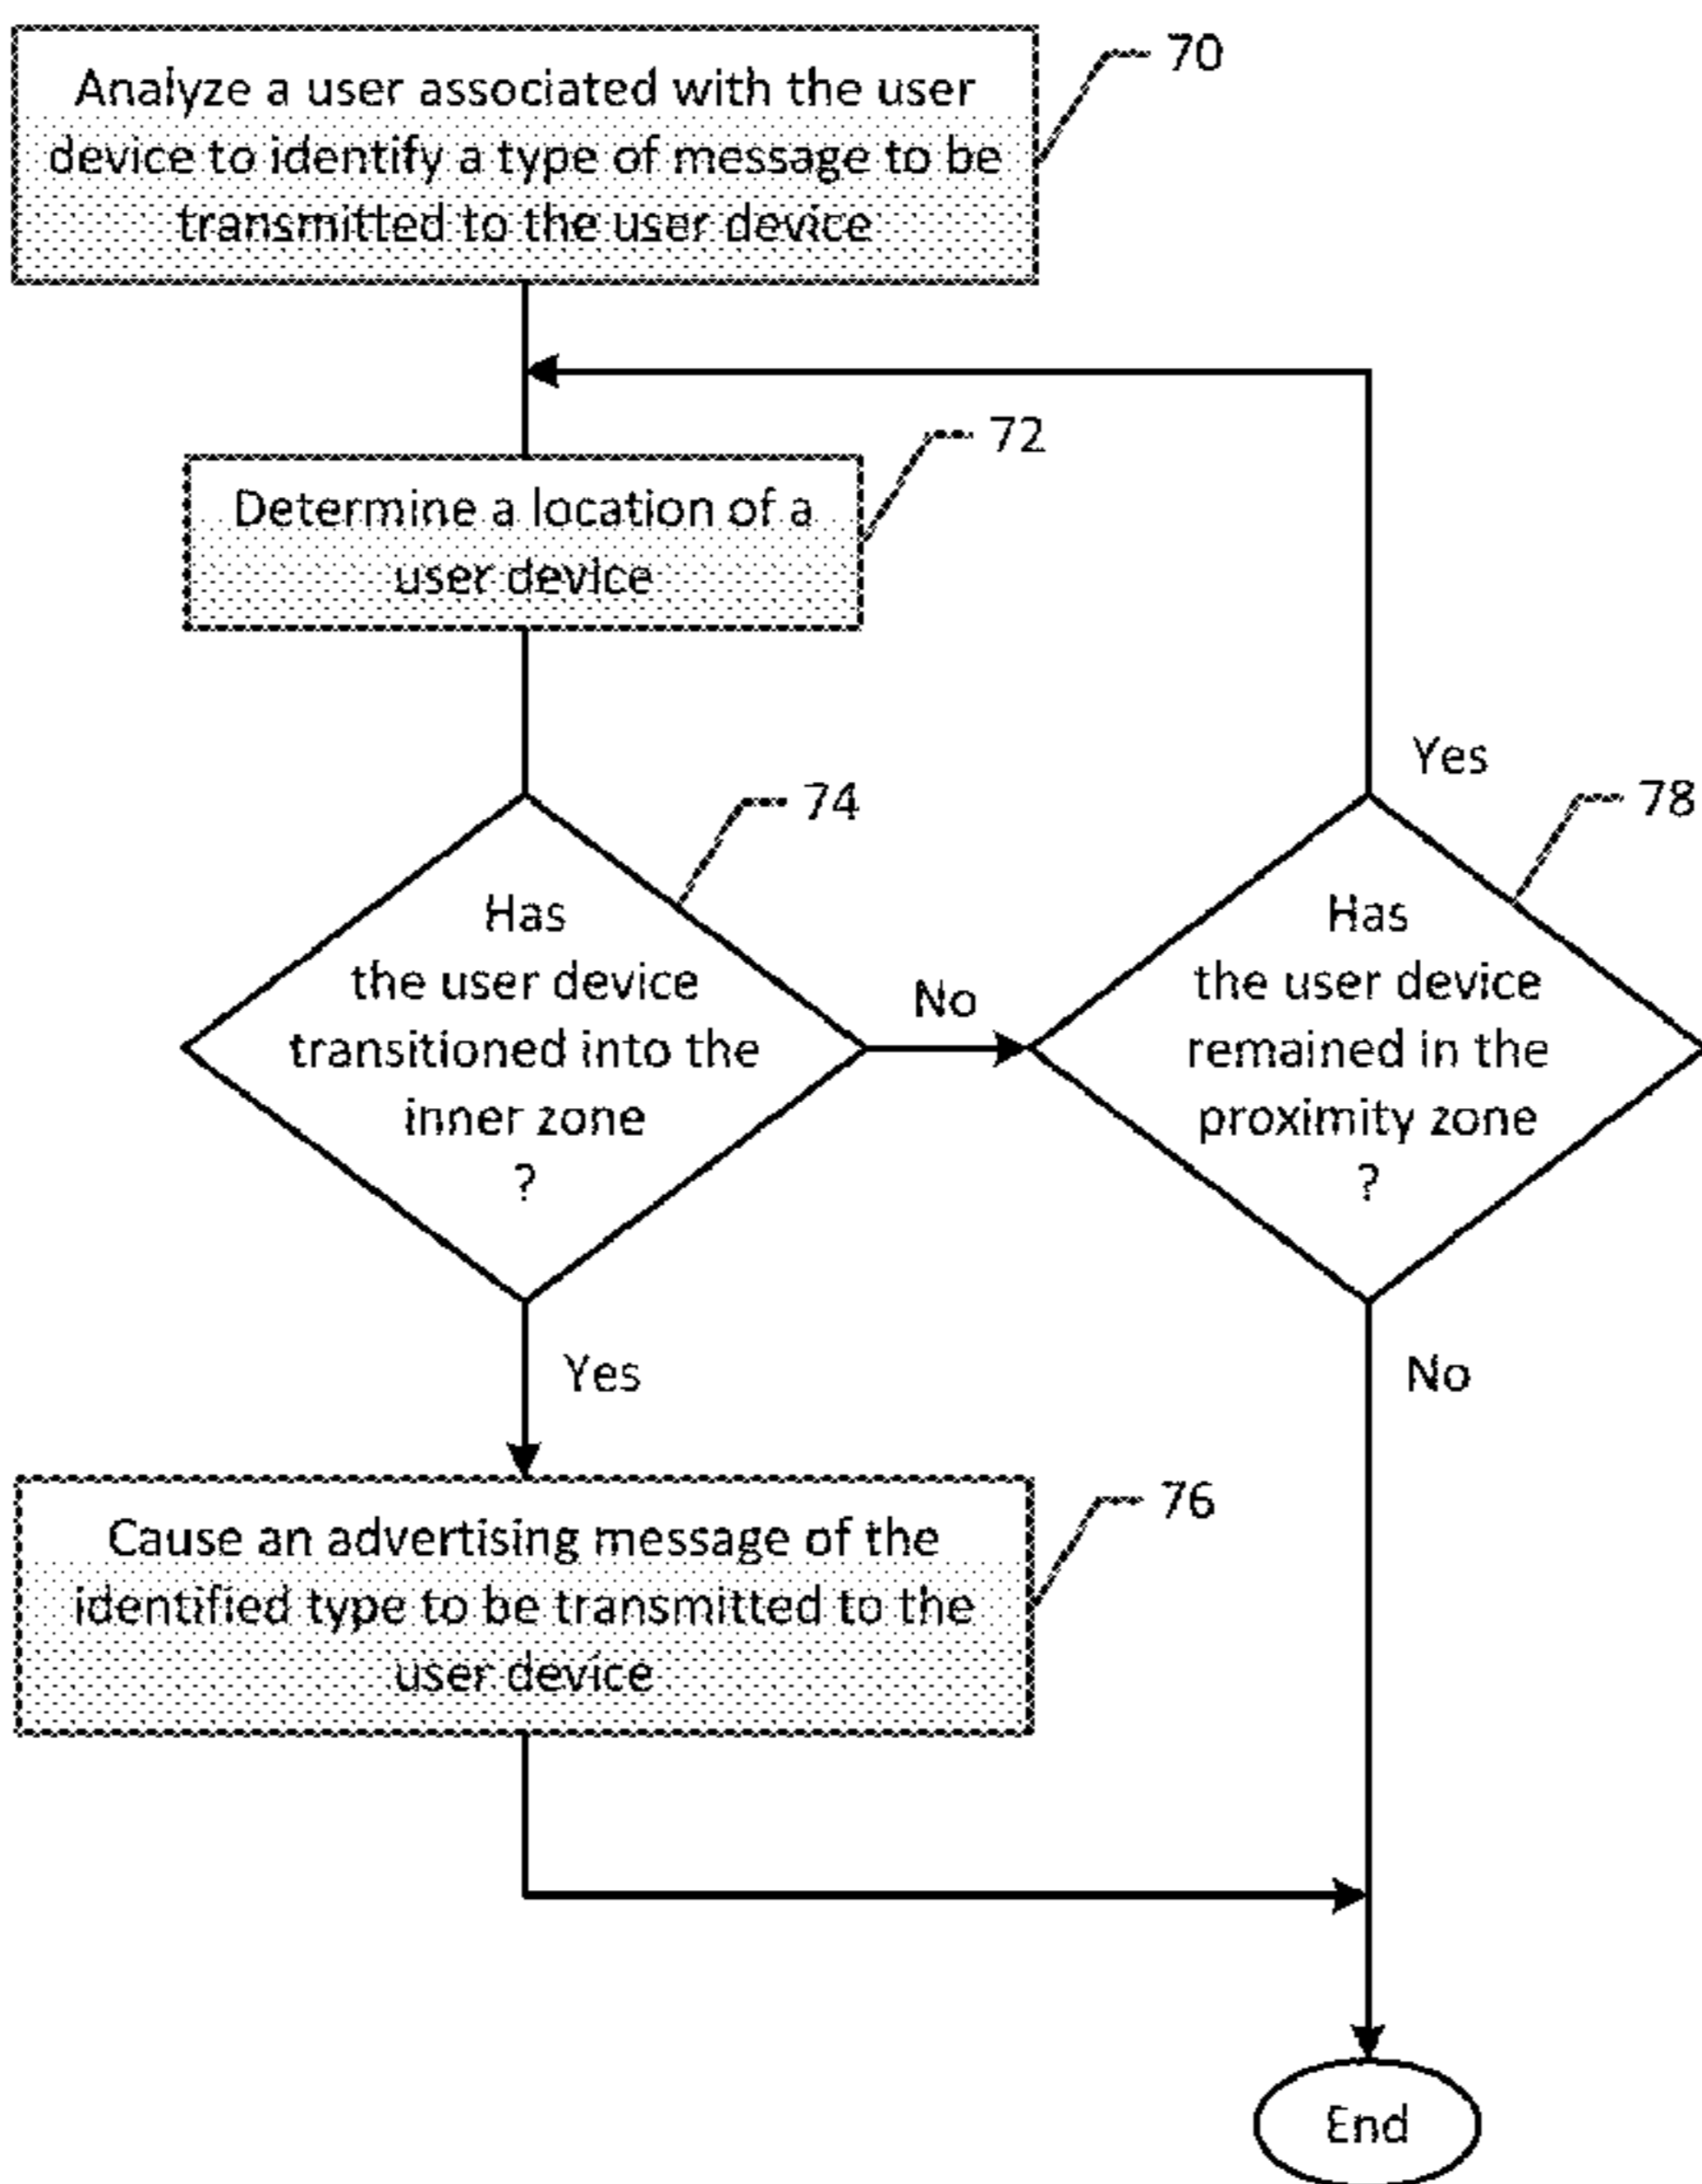 Analyze a user associated with the user
device to identify a type of message to be
transmitted to the user device
70
Determine a location of a
user device
72
Has
the user device
transitioned into the
inner zone
?
74
No
Yes
Has
the user device
remained in the
proximity zone
?
78
Yes
No
Cause an advertising message of the
identified type to be transmitted to the
user device
76
End